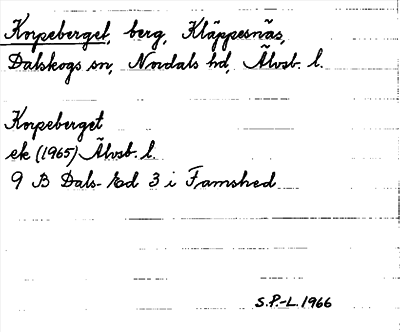 Korpeberget, berg, Kläppesnäs,
Dalskogs sn, Nordals hd, Älvsb. l.
Korpeberget
ek (1965) Älvsb. l.
9 B Dals-Ed 3 i Famshed
S.P.-L. 1966